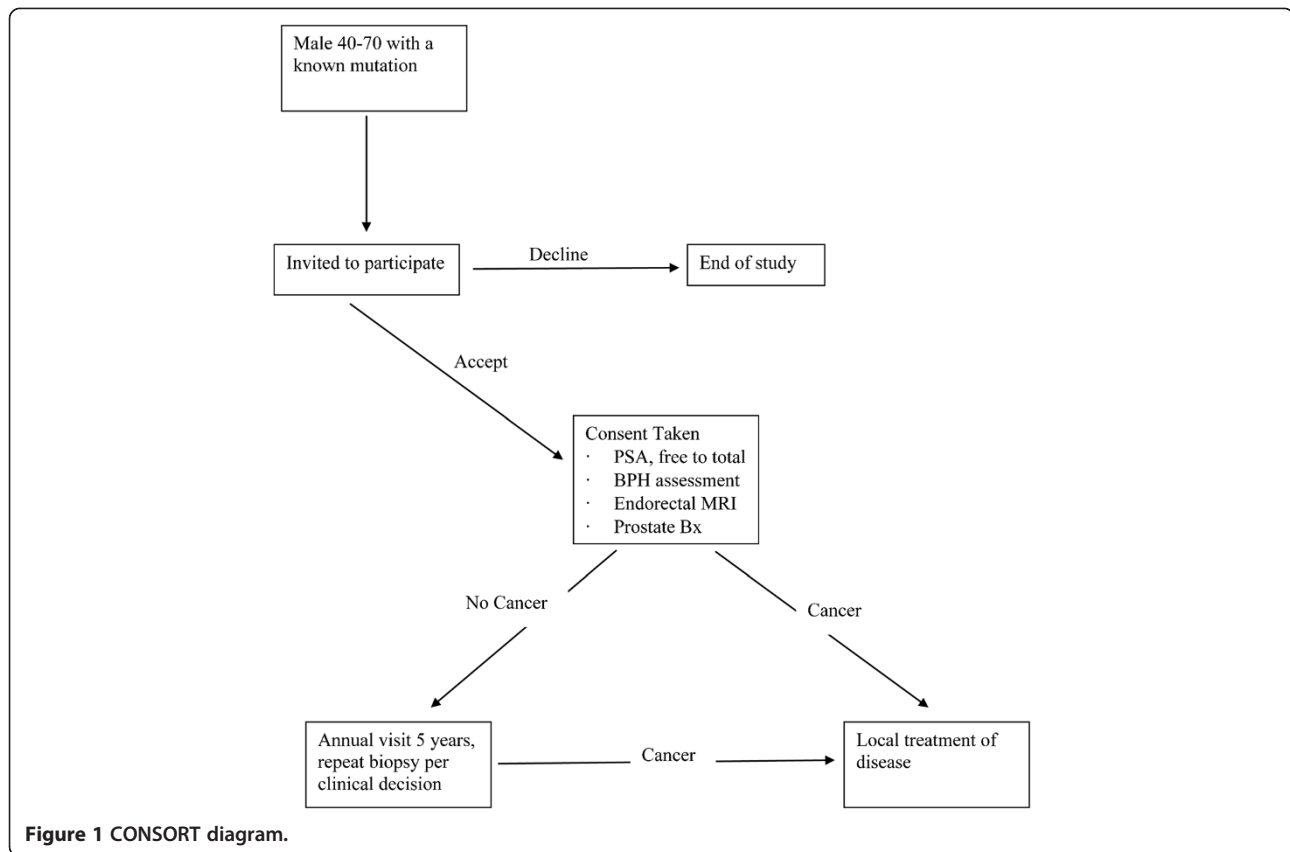 Male 40-70 with a
known mutation
Invited to participate
Decline
End of study
Accept
Consent Taken
· PSA, free to total
· BPH assessment
· Endorectal MRI
· Prostate Bx
No Cancer
Cancer
Annual visit 5 years,
repeat biopsy per
clinical decision
Cancer
Local treatment of
disease
Figure 1 CONSORT diagram.